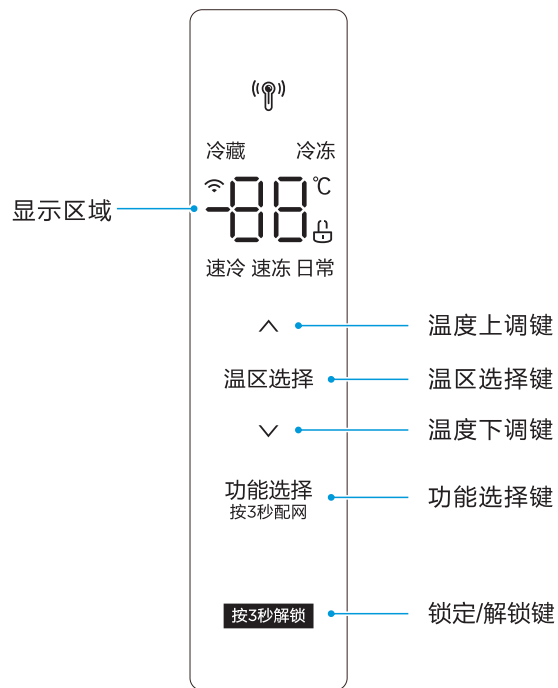 冷藏 冷冻
-88℃
显示区域
速冷 速冻 日常
温度上调键
温区选择 温区选择键
温度下调键
功能选择 功能选择键
按3秒配网
按3秒解锁 锁定/解锁键